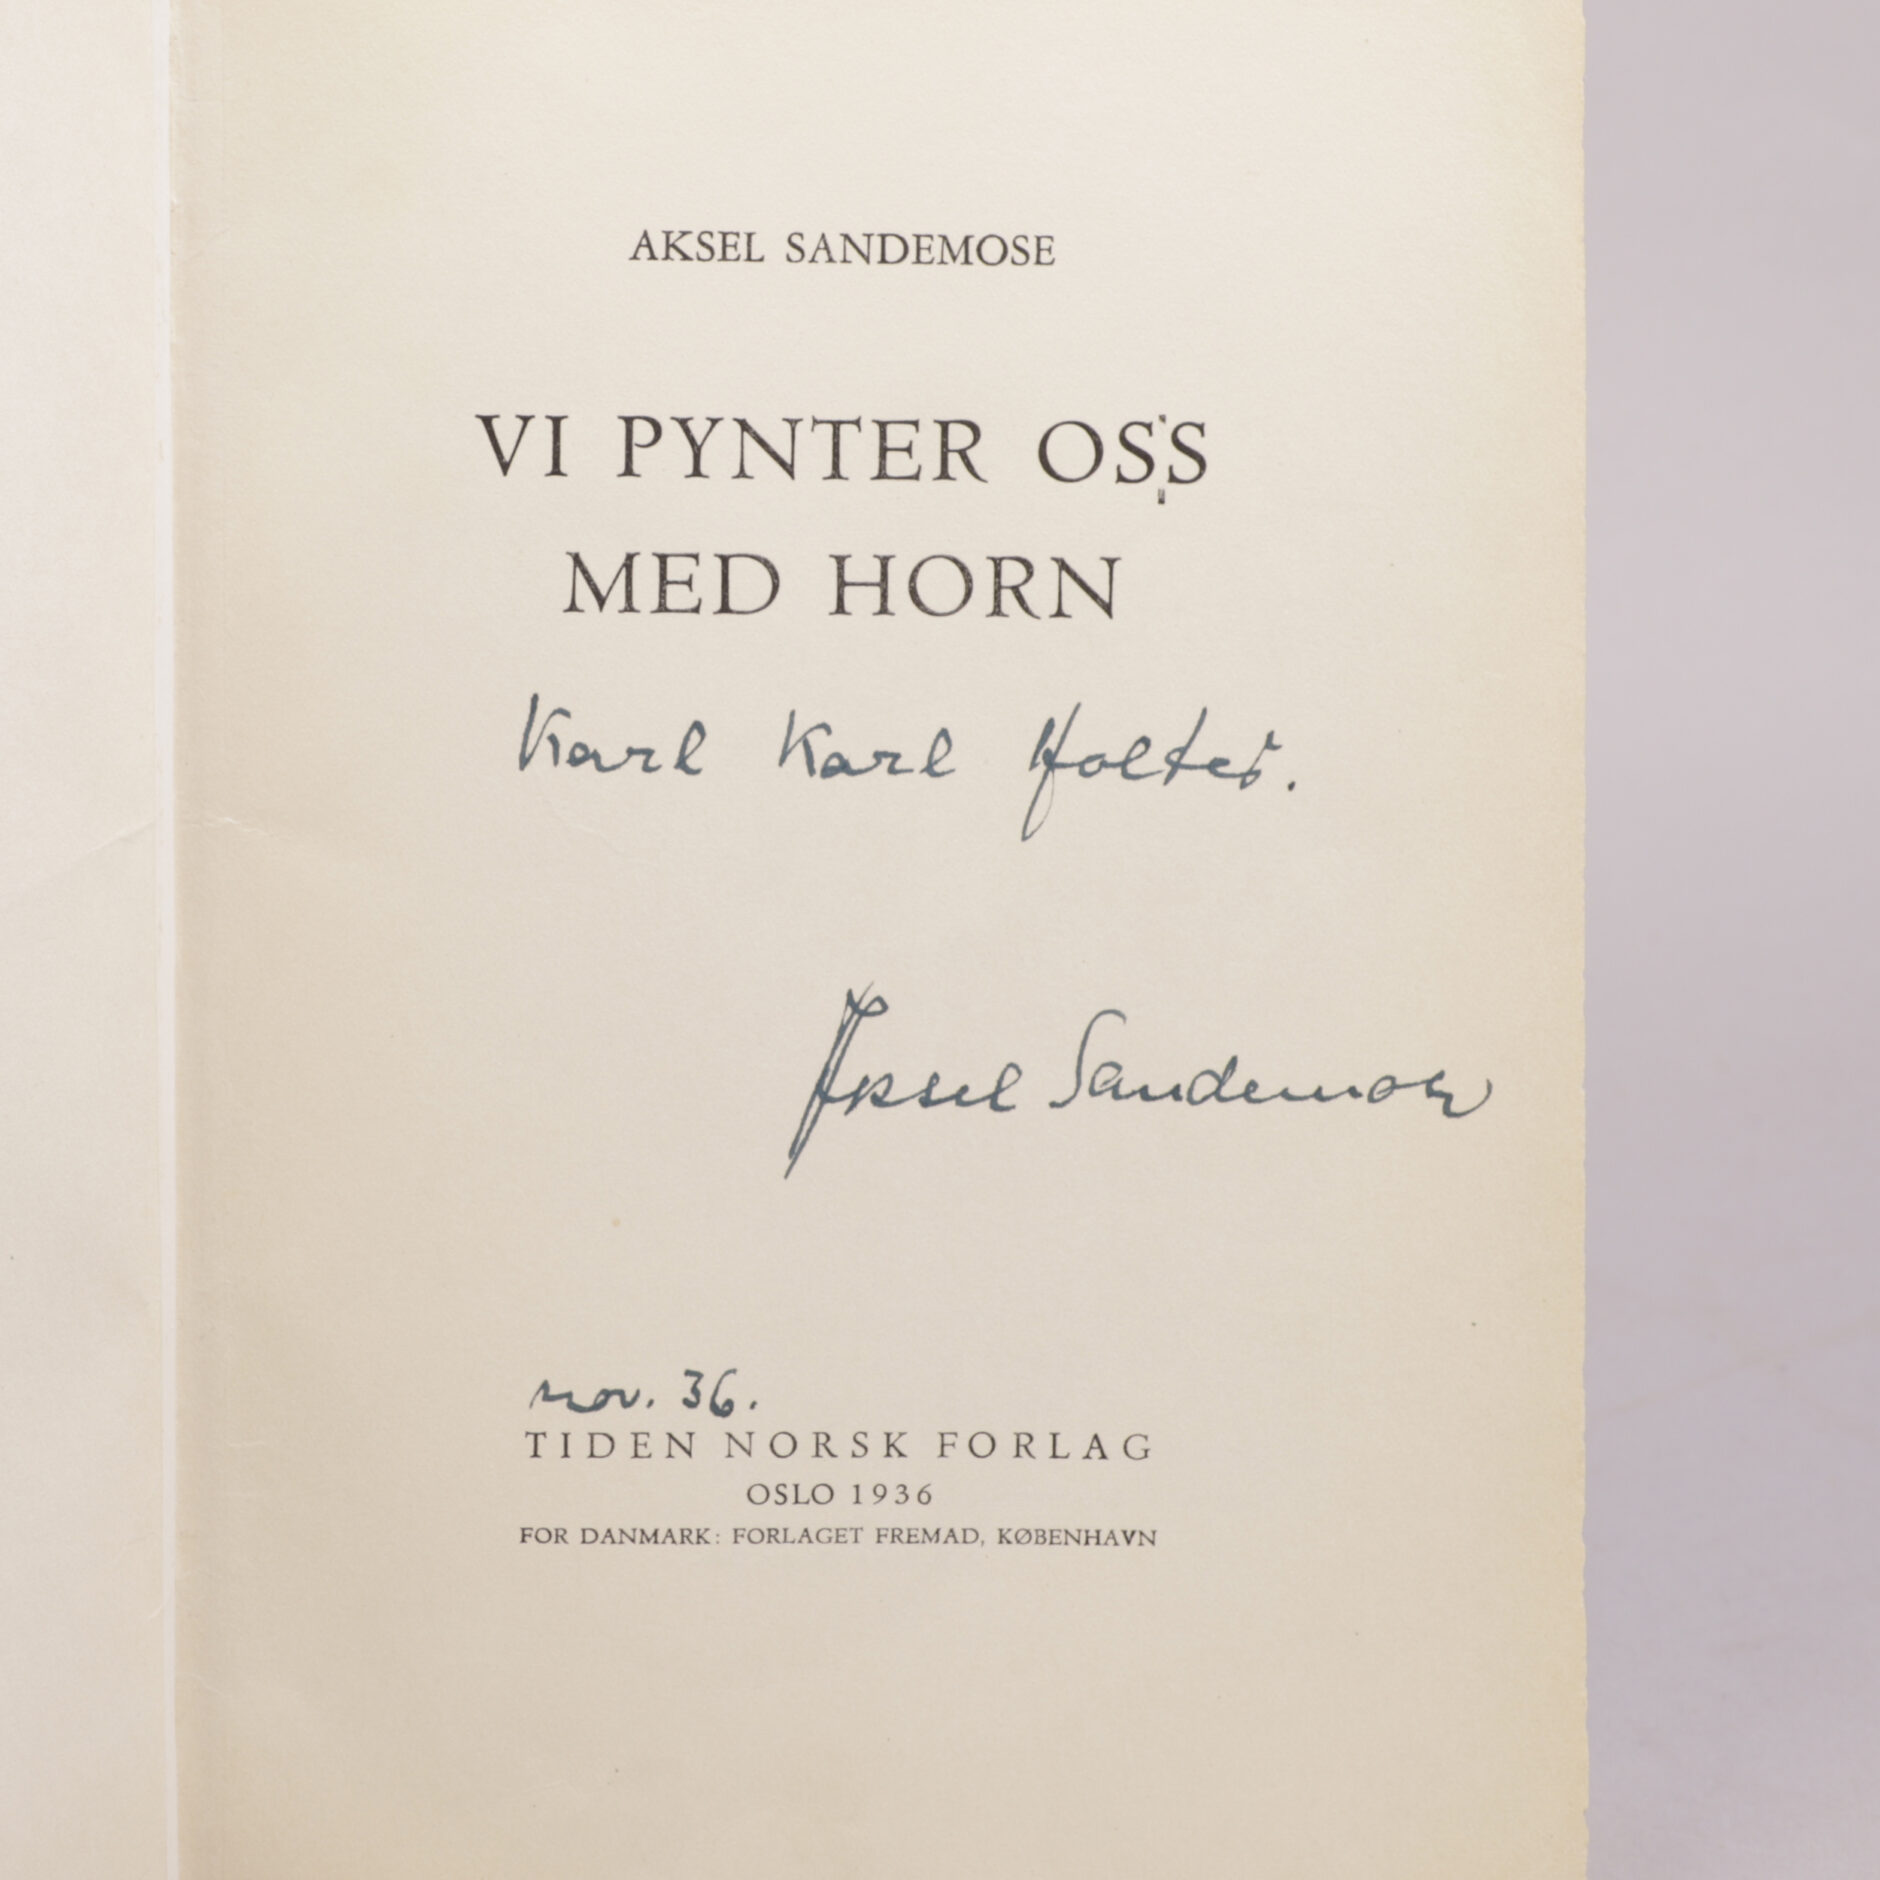 AKSEL SANDEMOSE
VI PYNTER OSS
MED HORN
Karl Karl Holter.
Aksel Sandemose
nov. 36.
TIDEN NORSK FORLAG
OSLO 1936
FOR DANMARK: FORLAGET FREMAD, KØBENHAVN